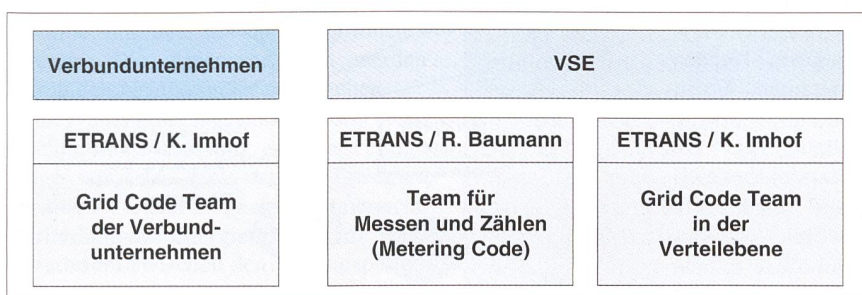 Verbundunternehmen
VSE
ETRANS / K. Imhof
Grid Code Team
der Verbund-
unternehmen
ETRANS / R. Baumann
Team für
Messen und Zählen
(Metering Code)
ETRANS / K. Imhof
Grid Code Team
in der
Verteilebene